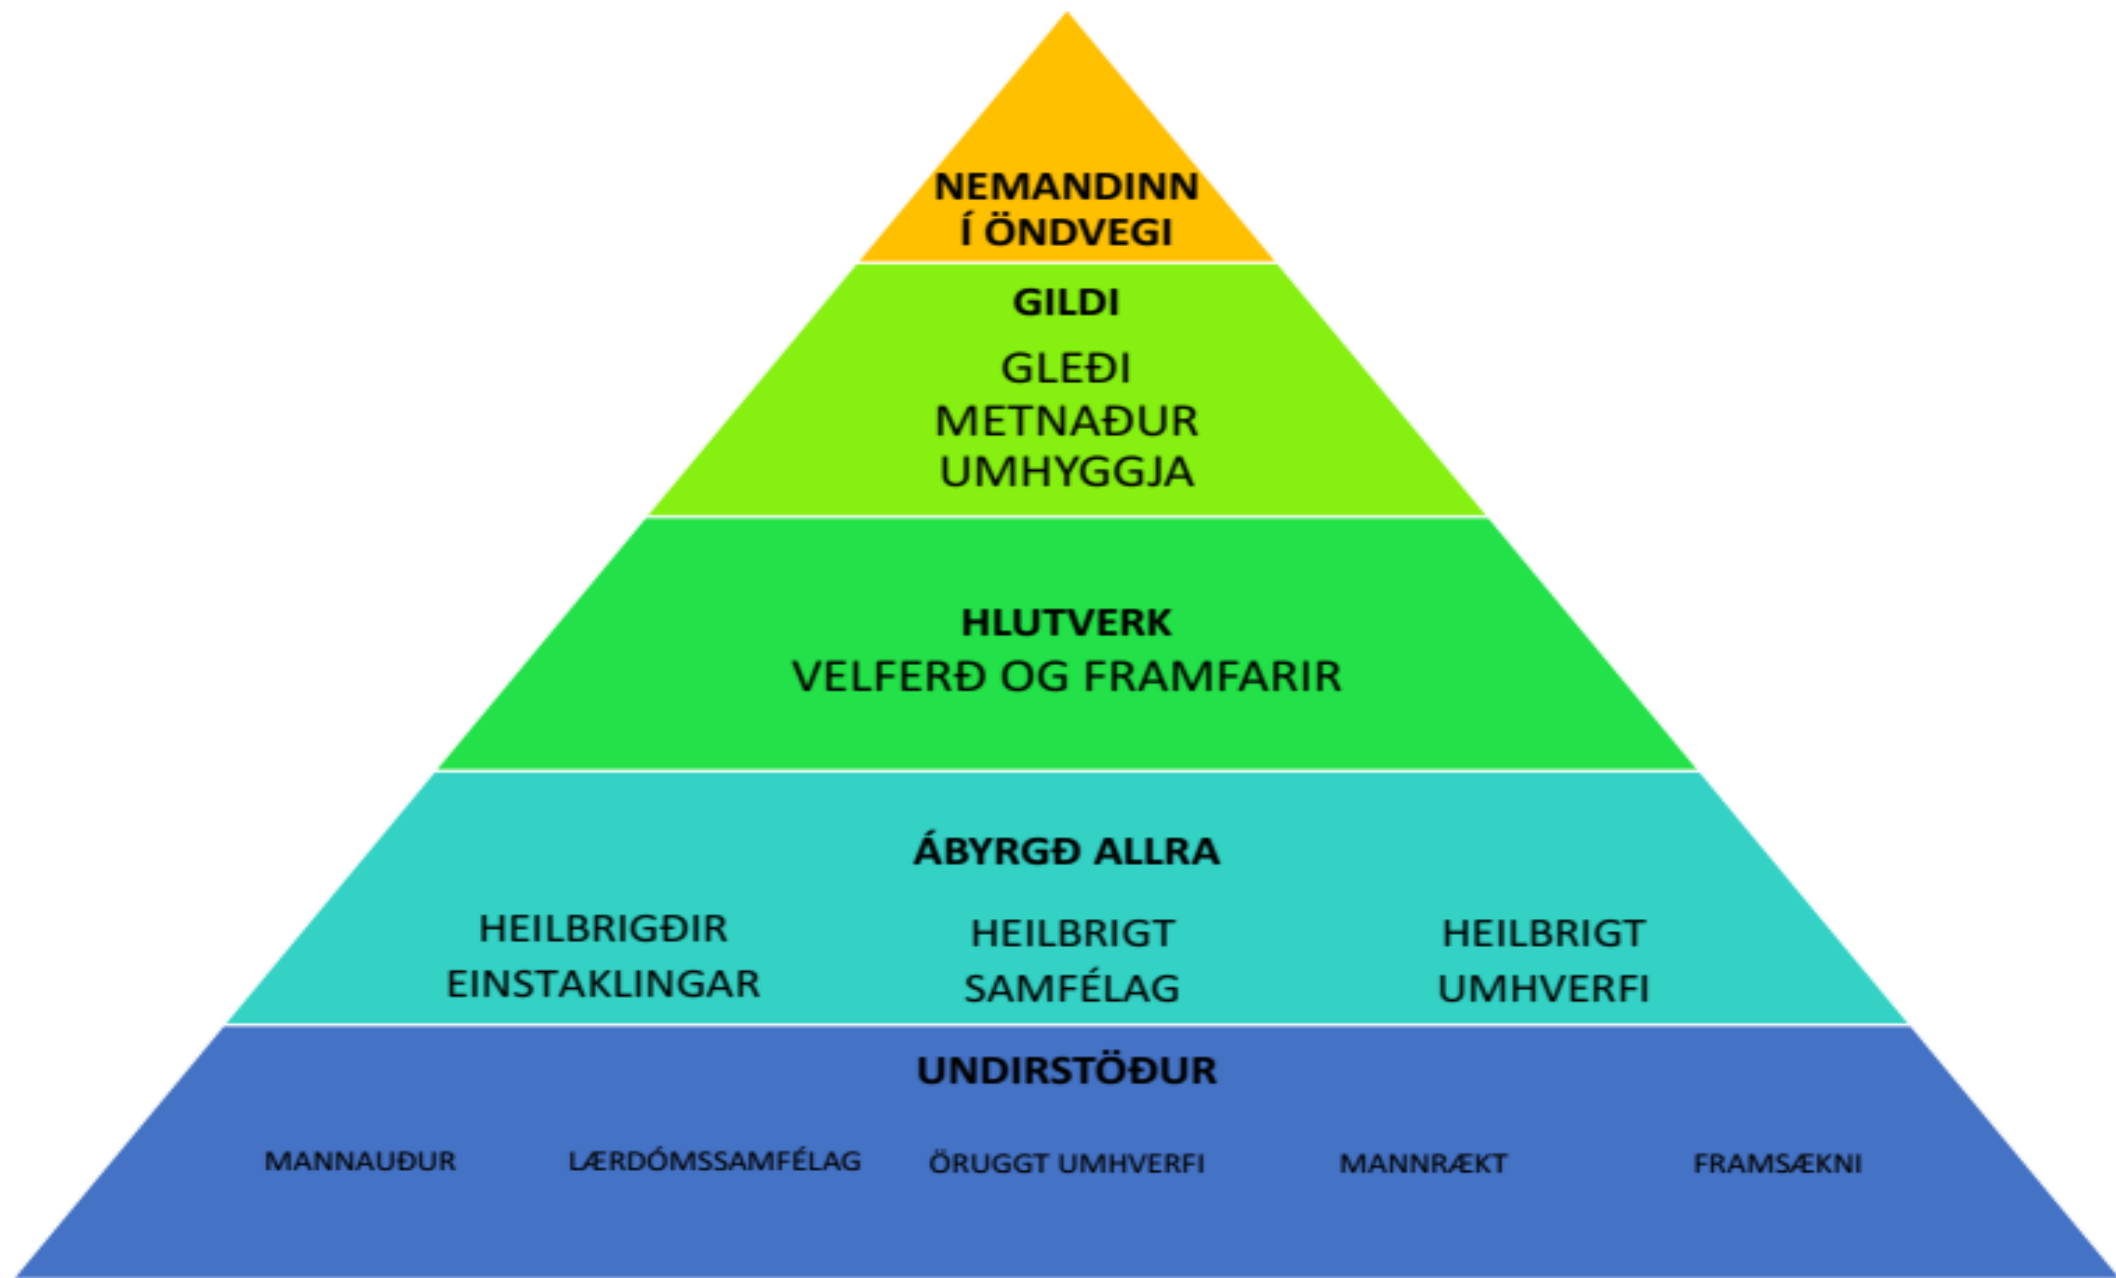 NEMANDINN
Í ÖNDVEGI
GILDI
GLEÐI
METNAÐUR
UMHYGGJA
HLUTVERK
VELFERÐ OG FRAMFARIR
ÁBYRGÐ ALLRA
HEILBRIGÐIR
EINSTAKLINGAR
HEILBRIGT
SAMFÉLAG
HEILBRIGT
UMHVERFI
UNDIRSTÖÐUR
MANNAUÐUR
LÆRDÓMSSAMFÉLAG
ÖRUGGT UMHVERFI
MANNRÆKT
FRAMSÆKNI